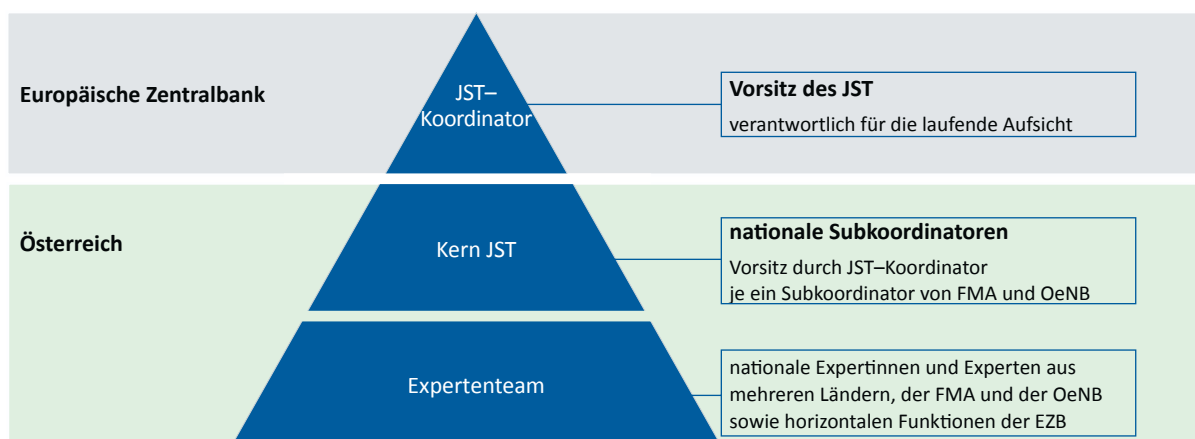 Europäische Zentralbank
JST–
Koordinator
Vorsitz des JST
verantwortlich für die laufende Aufsicht
Österreich
Kern JST
nationale Subkoordinatoren
Vorsitz durch JST–Koordinator
je ein Subkoordinator von FMA und OeNB
Expertenteam
nationale Expertinnen und Experten aus
mehreren Ländern, der FMA und der OeNB
sowie horizontalen Funktionen der EZB